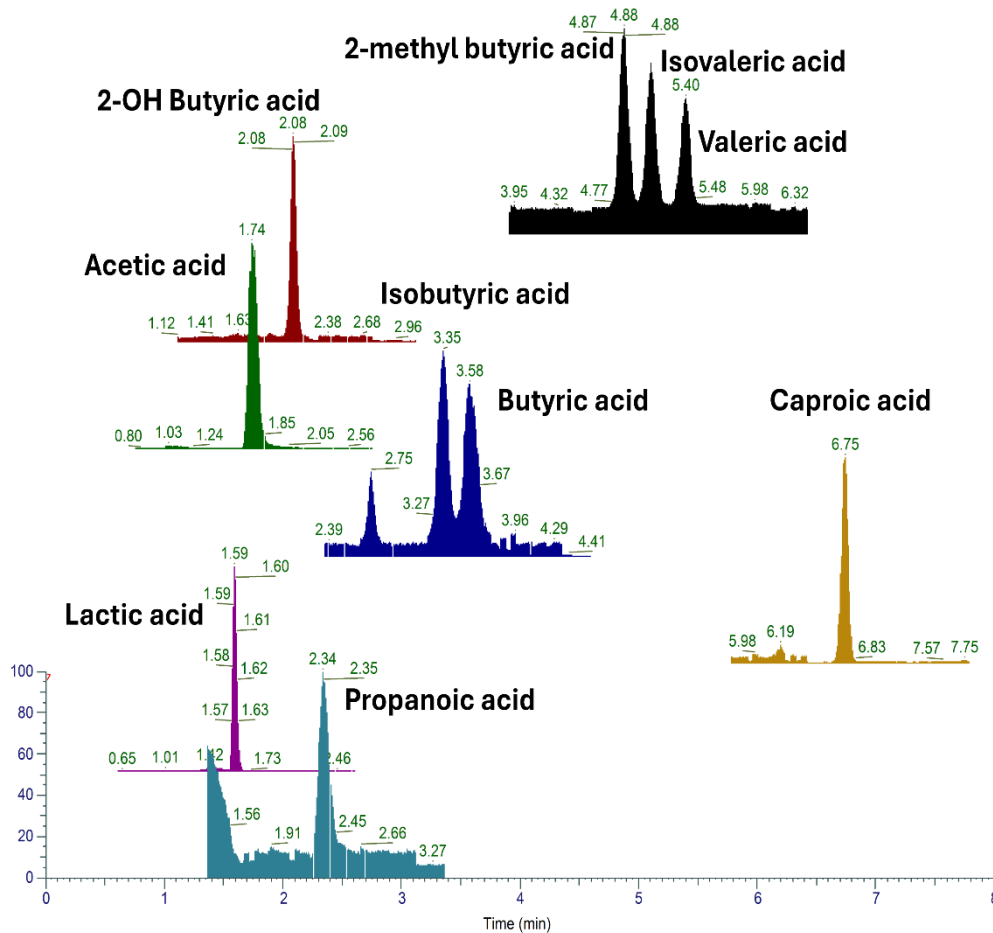 4.87 4.88 4.88
2-methyl butyric acid
Isovaleric acid
5.40
2-OH Butyric acid
2.08
2.08 2.09
Valeric acid
3.95 4.32 4.77 5.48 5.98 6.32
1.74
Acetic acid
Isobutyric acid
1.12 1.41 1.63 2.38 2.68 2.96
3.35
3.58
Butyric acid
Caproic acid
0.80 1.03 1.24 1.85 2.05 2.56
6.75
2.75
3.27 3.67
2.39 3.96 4.29 4.41
1.59
1.60
1.59
Lactic acid
1.61
5.98 6.19 6.83 7.57 7.75
1.58
1.62
2.34 2.35
Propanoic acid
1.57 1.63
0.65 1.01 1.73
100
80
60
40
20
0
1.56 1.91 2.45 2.66 3.27
0 1 2 3 4 5 6 7 8
Time (min)